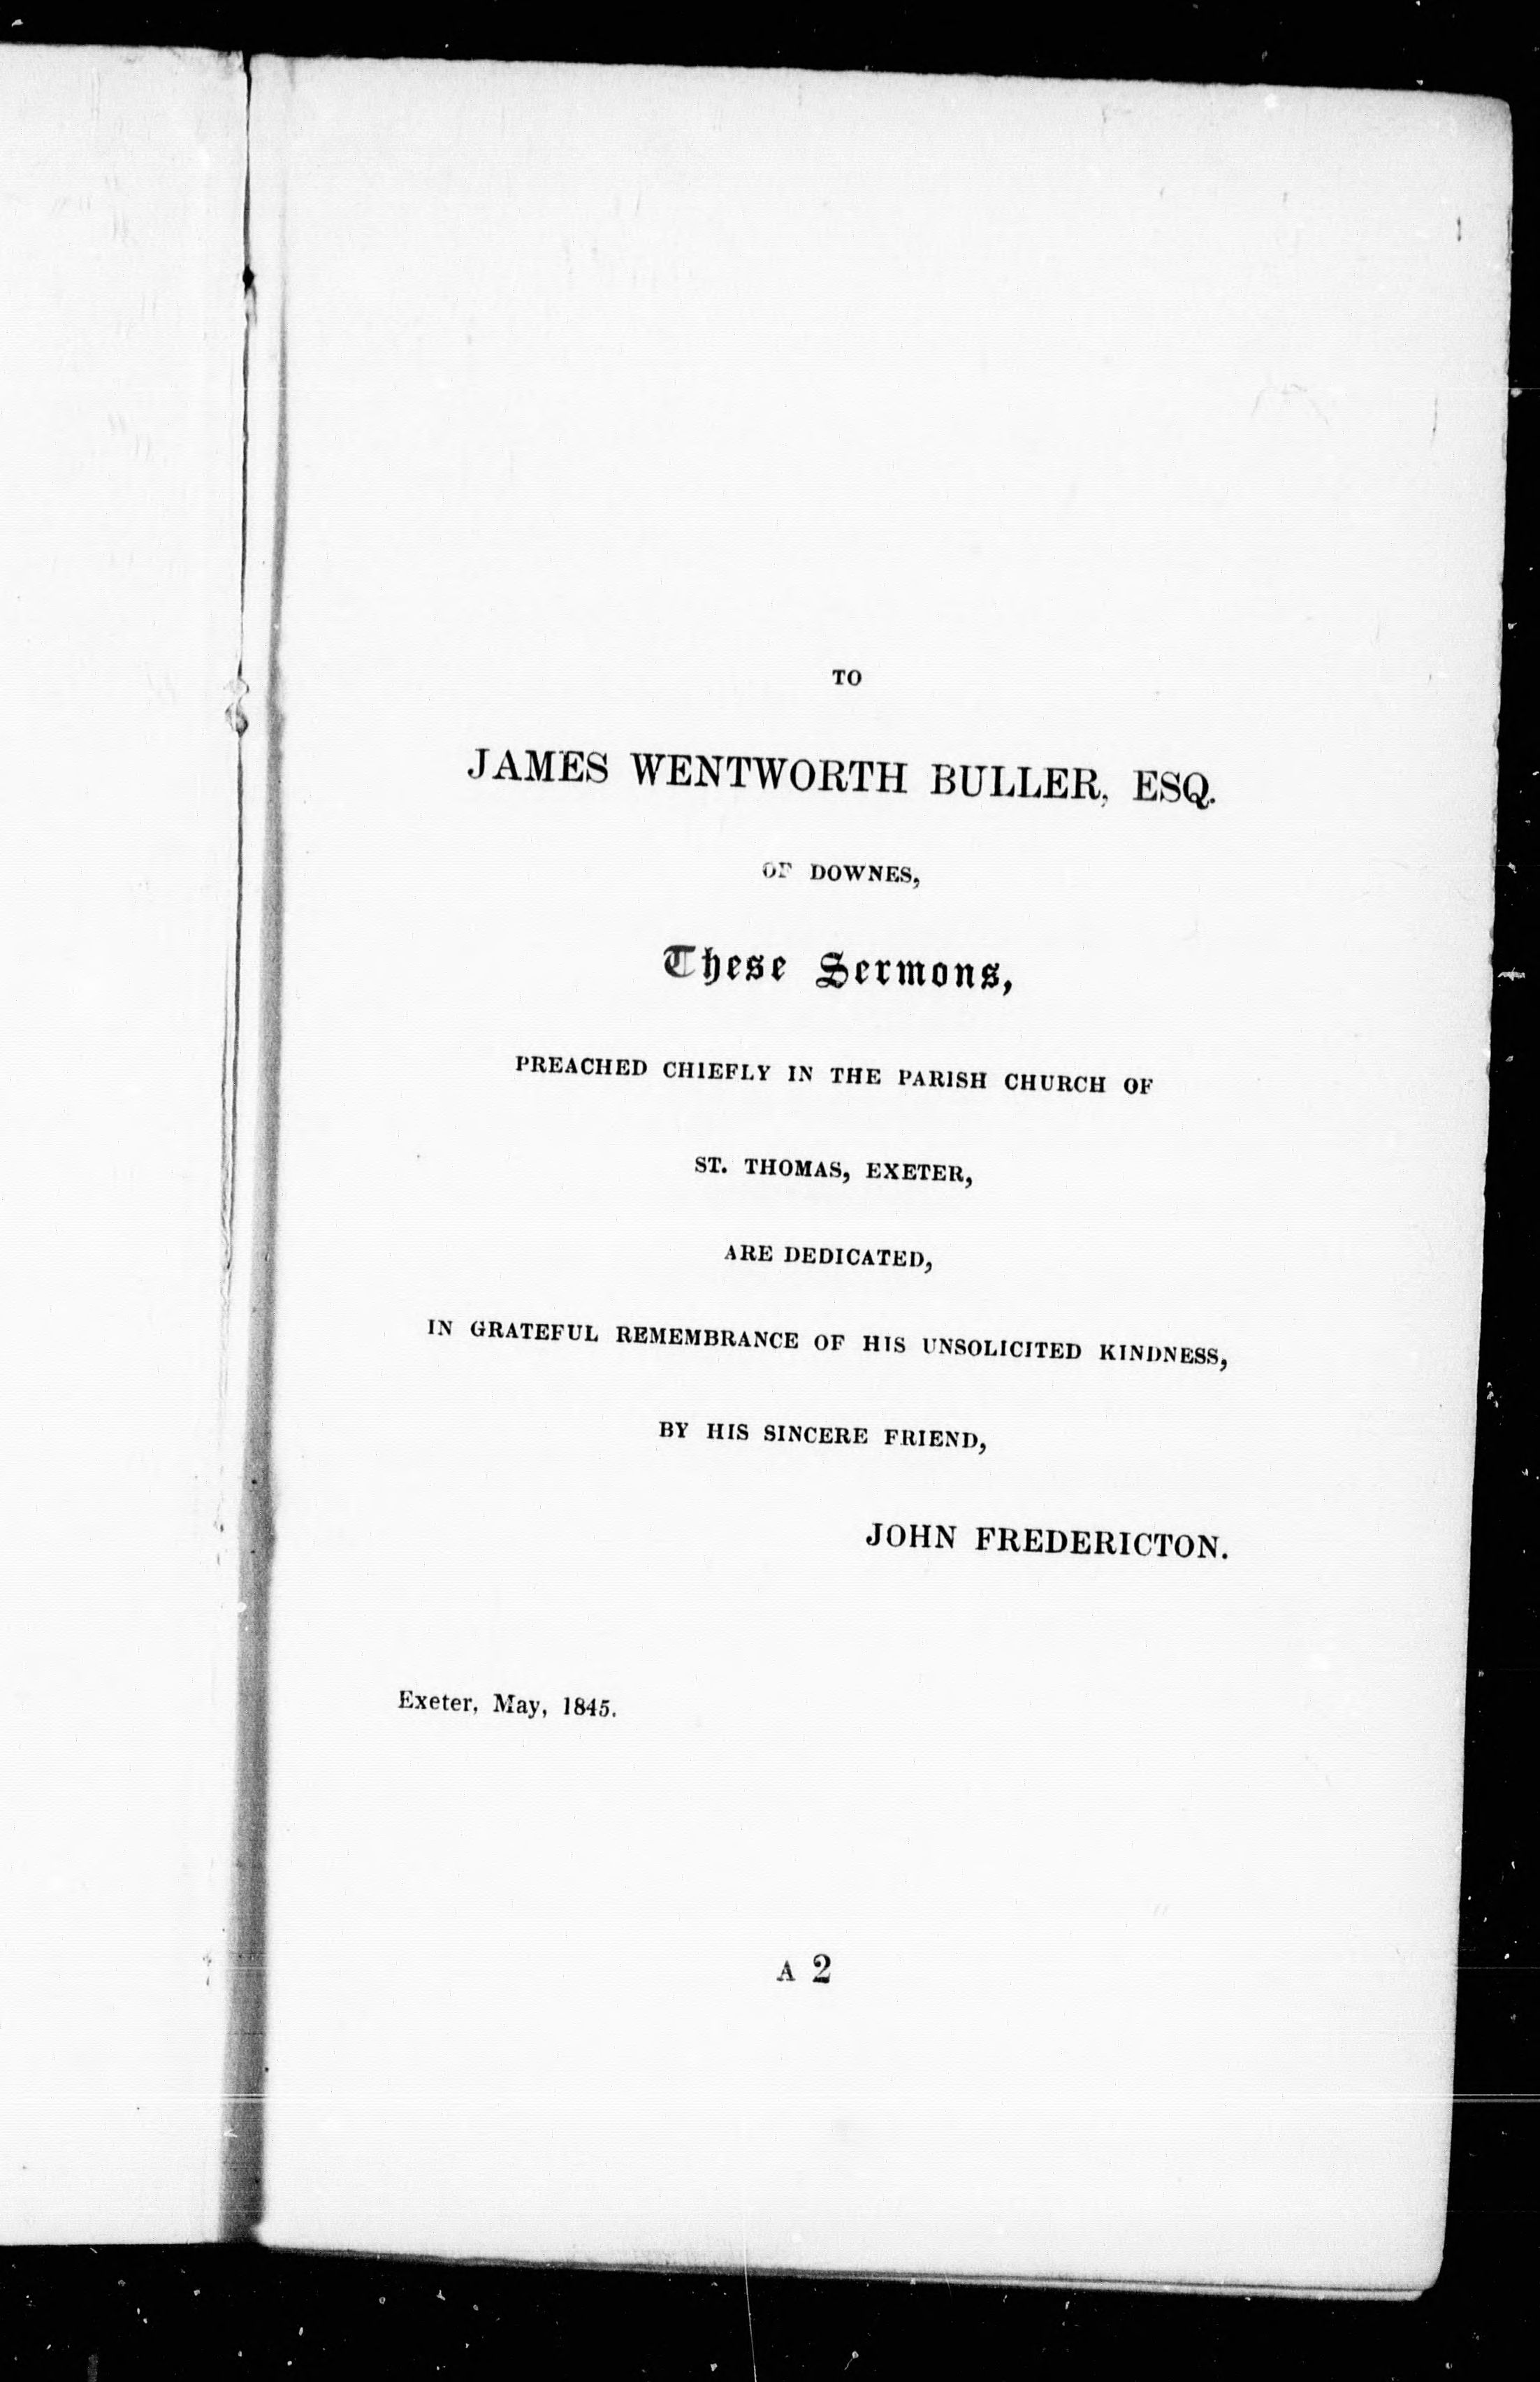 TO
JAMES WENTWORTH BULLER, ESQ.
OF DOWNES,
These Sermons,
PREACHED CHIEFLY IN THE PARISH CHURCH OF
ST. THOMAS, EXETER,
ARE DEDICATED,
IN GRATEFUL REMEMBRANCE OF HIS UNSOLICITED KINDNESS,
BY HIS SINCERE FRIEND,
JOHN FREDERICTON.
Exeter, May, 1845.
A 2